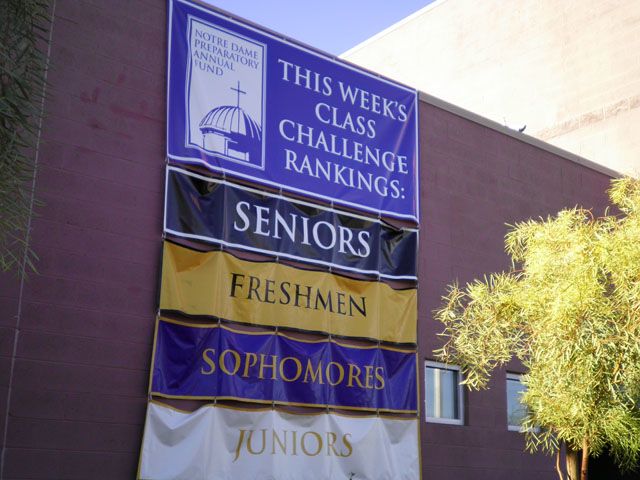 NOTRE DAME
PREPARATORY
ANNUAL
FUND
THIS WEEK'S
CLASS
CHALLENGE
RANKINGS:
SENIORS
FRESHMEN
SOPHOMORES
JUNIORS